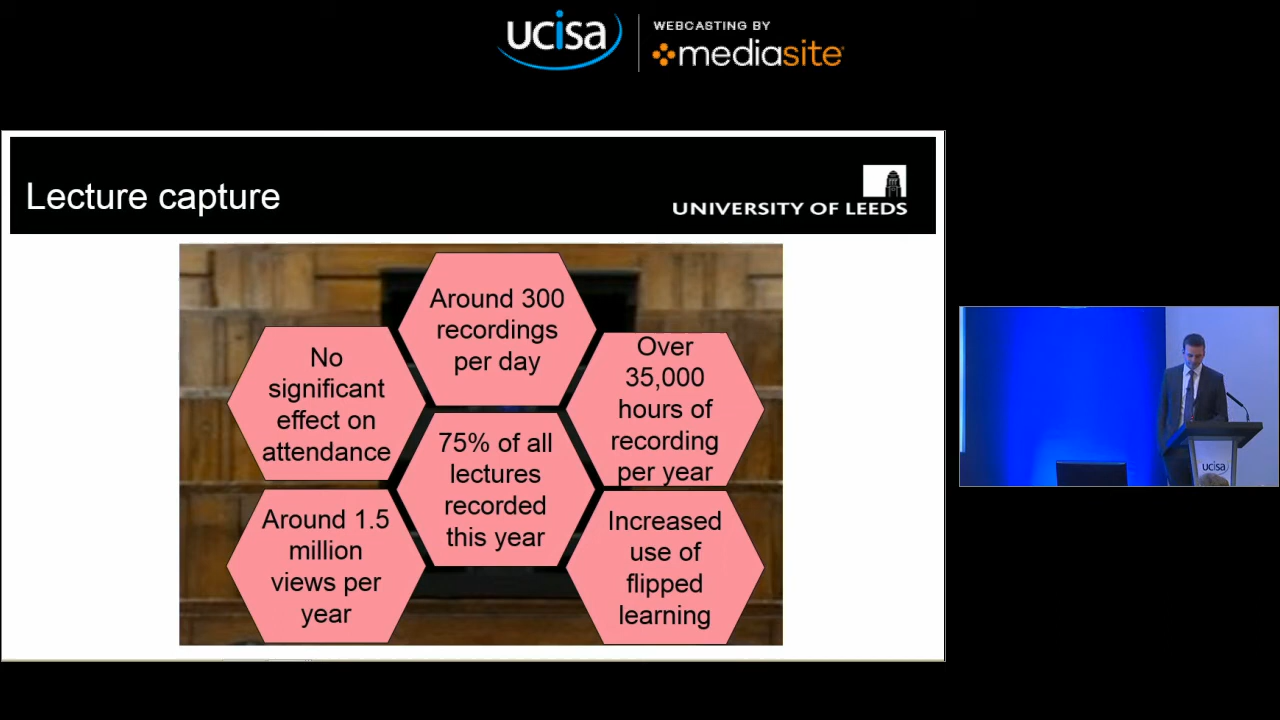 ucisa
WEBCASTING BY
mediasite
Lecture capture
UNIVERSITY OF LEEDS
Around 300
recordings
per day
No
significant
effect on
attendance
Over
35,000
hours of
recording
per year
75% of all
lectures
recorded
this year
Around 1.5
million
views per
year
Increased
use of
flipped
learning
ucisa